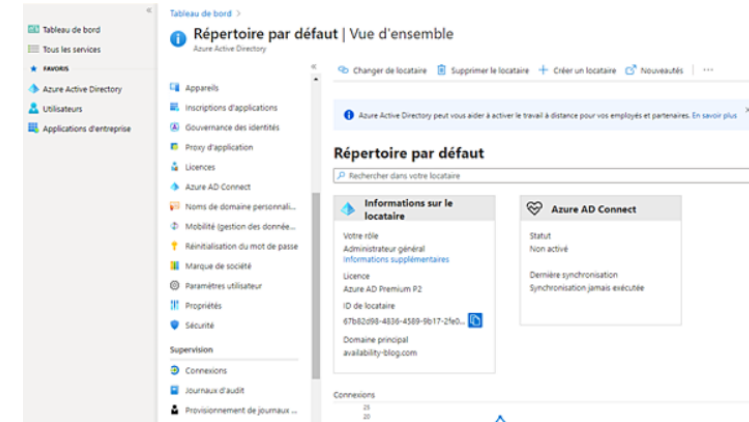 Tableau de bord
Tous les services
FAVORIS
Azure Active Directory
Utilisateurs
Applications d'entreprise
Tableau de bord >
Répertoire par défaut | Vue d'ensemble
Azure Active Directory
Appareils
Inscriptions d'applications
Gouvernance des identités
Proxy d'application
Licences
Azure AD Connect
Noms de domaine personnali...
Mobilité (gestion des donnée...
Réinitialisation du mot de passe
Marque de société
Paramètres utilisateur
Propriétés
Sécurité
Supervision
Connexions
Journaux d'audit
Provisionnement de journaux ...
Changer de locataire Supprimer le locataire + Créer un locataire Nouveautés ...
Azure Active Directory peut vous aider à activer le travail à distance pour vos employés et partenaires. En savoir plus
Répertoire par défaut
Rechercher dans votre locataire
Informations sur le
locataire
Votre rôle
Administrateur général
Informations supplémentaires
Licence
Azure AD Premium P2
ID de locataire
67b82d98-4836-4589-9b17-2fe0...
Domaine principal
availability-blog.com
Azure AD Connect
Statut
Non activé
Dernière synchronisation
Synchronisation jamais exécutée
Connexions
25
20